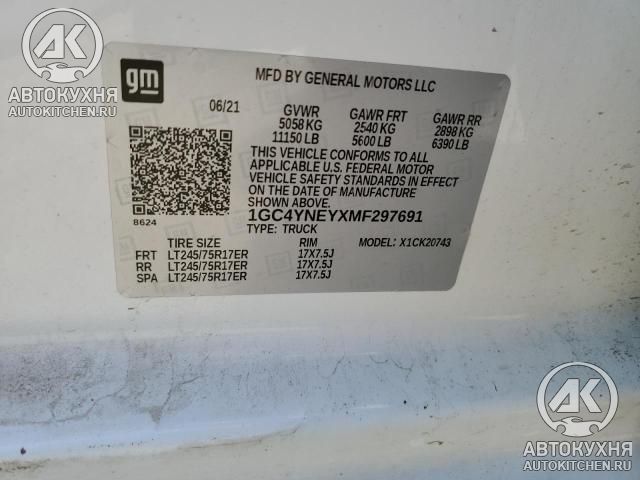 AK
АВТОКУХНЯ
AUTOKITCHEN.RU
gm
MFD BY GENERAL MOTORS LLC
06/21
GVWR GAWR FRT GAWR RR
5058 KG 2540 KG 2898 KG
11150 LB 5600 LB 6390 LB
THIS VEHICLE CONFORMS TO ALL
APPLICABLE U.S. FEDERAL MOTOR
VEHICLE SAFETY STANDARDS IN EFFECT
ON THE DATE OF MANUFACTURE
SHOWN ABOVE.
8624
1GC4YNEYXMF297691
TYPE: TRUCK
TIRE SIZE RIM MODEL: X1CK20743
FRT LT245/75R17ER 17X7.5J
RR LT245/75R17ER 17X7.5J
SPA LT245/75R17ER 17X7.5J
AK
АВТОКУХНЯ
AUTOKITCHEN.RU